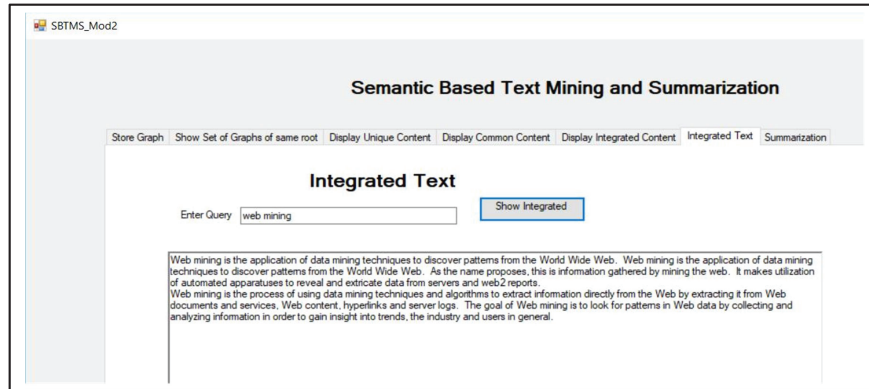 SBTMS_Mod2
Semantic Based Text Mining and Summarization
Store Graph Show Set of Graphs of same root Display Unique Content Display Common Content Display Integrated Content Integrated Text Summarization
Integrated Text
Enter Query web mining Show Integrated
Web mining is the application of data mining techniques to discover patterns from the World Wide Web. Web mining is the application of data mining
techniques to discover patterns from the World Wide Web. As the name proposes, this is information gathered by mining the web. It makes utilization
of automated apparatuses to reveal and extricate data from servers and web2 reports.
Web mining is the process of using data mining techniques and algorithms to extract information directly from the Web by extracting it from Web
documents and services, Web content, hyperlinks and server logs. The goal of Web mining is to look for patterns in Web data by collecting and
analyzing information in order to gain insight into trends, the industry and users in general.